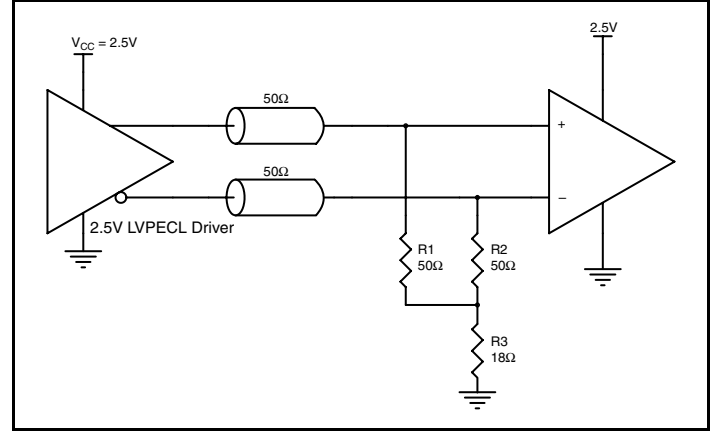 V_CC = 2.5V
2.5V
50Ω
+
50Ω
–
2.5V LVPECL Driver
R1
50Ω
R2
50Ω
R3
18Ω